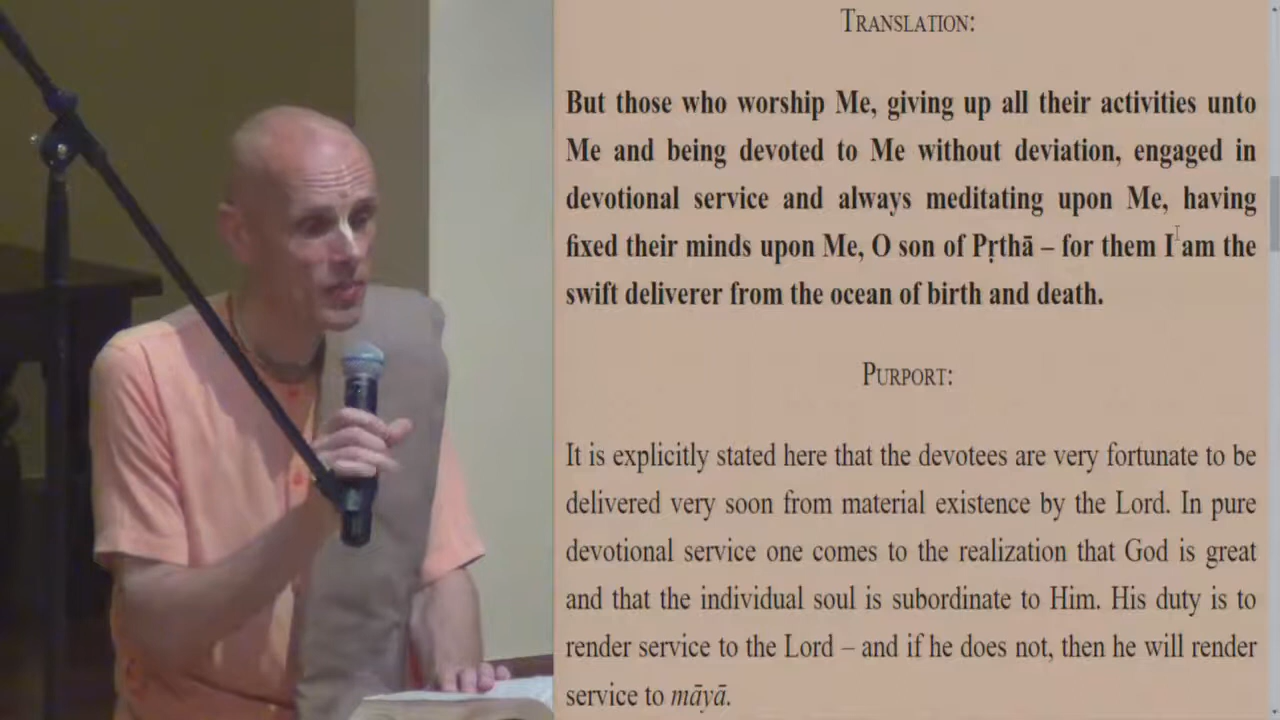 TRANSLATION:
But those who worship Me, giving up all their activities unto
Me and being devoted to Me without deviation, engaged in
devotional service and always meditating upon Me, having
fixed their minds upon Me, O son of Pṛthā – for them I am the
swift deliverer from the ocean of birth and death.
PURPORT:
It is explicitly stated here that the devotees are very fortunate to be
delivered very soon from material existence by the Lord. In pure
devotional service one comes to the realization that God is great
and that the individual soul is subordinate to Him. His duty is to
render service to the Lord – and if he does not, then he will render
service to māyā.